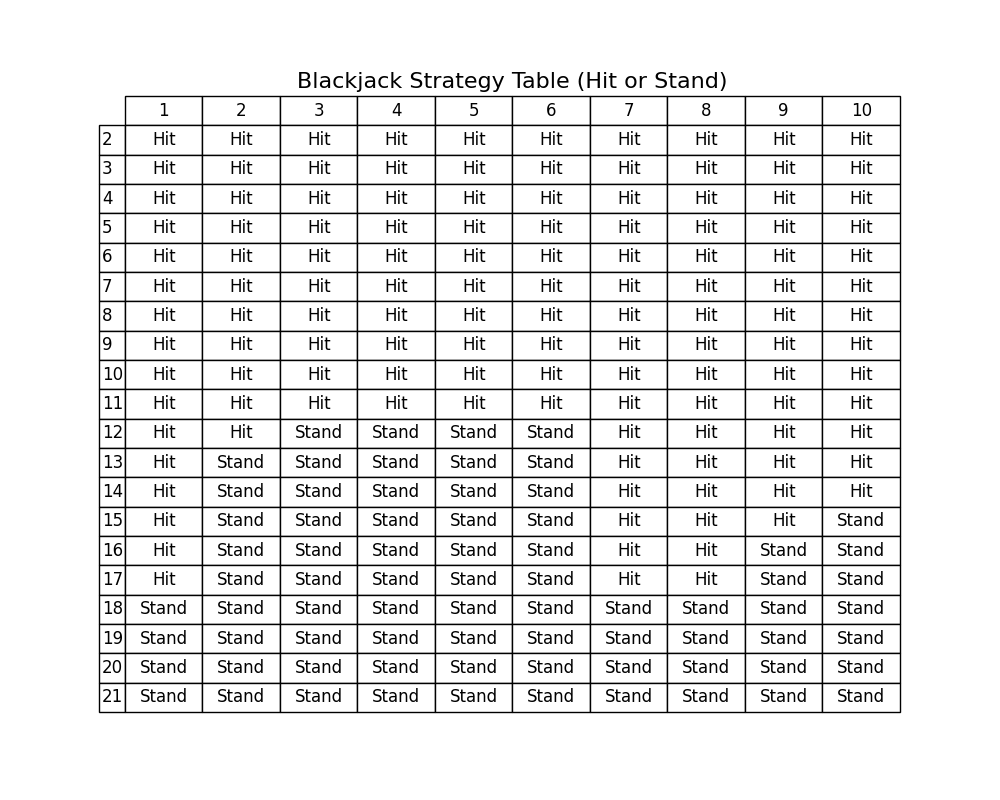 Blackjack Strategy Table (Hit or Stand)
1 2 3 4 5 6 7 8 9 10
2 Hit Hit Hit Hit Hit Hit Hit Hit Hit Hit
3 Hit Hit Hit Hit Hit Hit Hit Hit Hit Hit
4 Hit Hit Hit Hit Hit Hit Hit Hit Hit Hit
5 Hit Hit Hit Hit Hit Hit Hit Hit Hit Hit
6 Hit Hit Hit Hit Hit Hit Hit Hit Hit Hit
7 Hit Hit Hit Hit Hit Hit Hit Hit Hit Hit
8 Hit Hit Hit Hit Hit Hit Hit Hit Hit Hit
9 Hit Hit Hit Hit Hit Hit Hit Hit Hit Hit
10 Hit Hit Hit Hit Hit Hit Hit Hit Hit Hit
11 Hit Hit Hit Hit Hit Hit Hit Hit Hit Hit
12 Hit Hit Stand Stand Stand Stand Hit Hit Hit Hit
13 Hit Stand Stand Stand Stand Stand Hit Hit Hit Hit
14 Hit Stand Stand Stand Stand Stand Hit Hit Hit Hit
15 Hit Stand Stand Stand Stand Stand Hit Hit Hit Stand
16 Hit Stand Stand Stand Stand Stand Hit Hit Stand Stand
17 Hit Stand Stand Stand Stand Stand Hit Hit Stand Stand
18 Stand Stand Stand Stand Stand Stand Stand Stand Stand Stand
19 Stand Stand Stand Stand Stand Stand Stand Stand Stand Stand
20 Stand Stand Stand Stand Stand Stand Stand Stand Stand Stand
21 Stand Stand Stand Stand Stand Stand Stand Stand Stand Stand